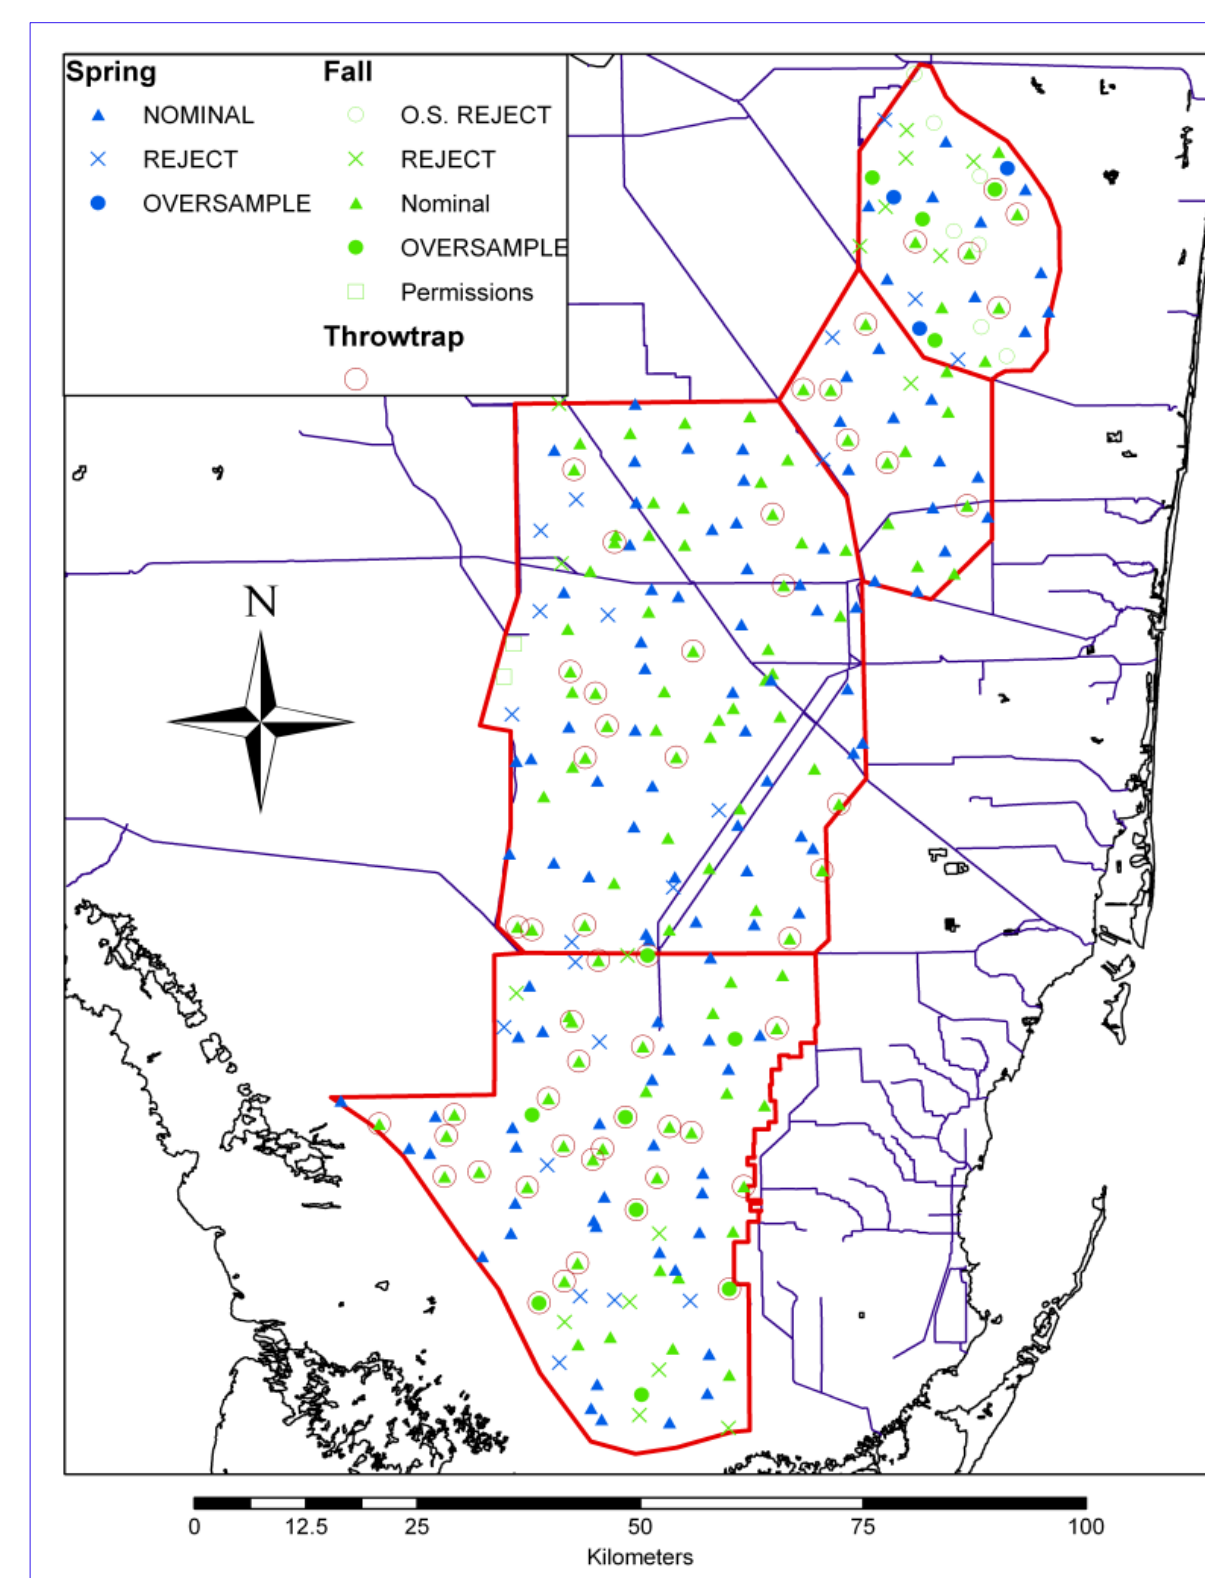 Spring Fall
NOMINAL O.S. REJECT
REJECT REJECT
OVERSAMPLE Nominal
OVERSAMPLE
Permissions
Throwtrap
N
0 12.5 25 50 75 100
Kilometers